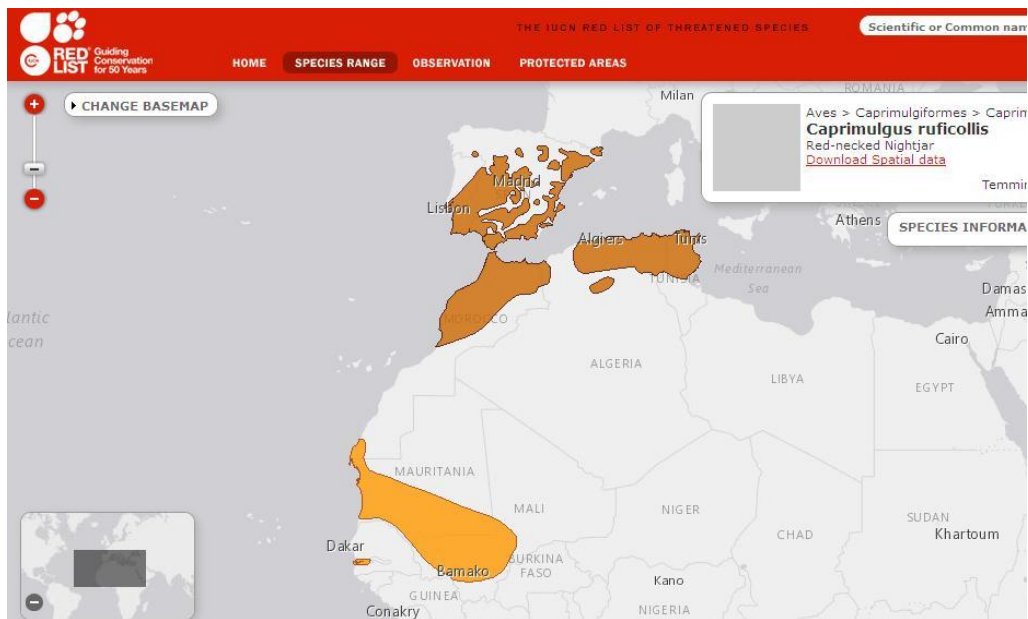 THE IUCN RED LIST OF THREATENED SPECIES
Scientific or Common nam
IUCN
RED® Guiding
LIST Conservation
for 50 Years
HOME SPECIES RANGE OBSERVATION PROTECTED AREAS
CHANGE BASEMAP
Milan
ROMANIA
Aves > Caprimulgiformes > Caprim
Caprimulgus ruficollis
Red-necked Nightjar
Download Spatial data
Temmin
SPECIES INFORMA
Madrid
Lisbon
Athens
Algiers
Tunis
TUNISIA
Mediterranean
Sea
Damas
Amma
lantic
cean
MOROCCO
Cairo
ALGERIA
LIBYA
EGYPT
MAURITANIA
MALI
NIGER
CHAD
SUDAN
Khartoum
Dakar
Bamako
BURKINA
FASO
Kano
GUINEA
Conakry
NIGERIA